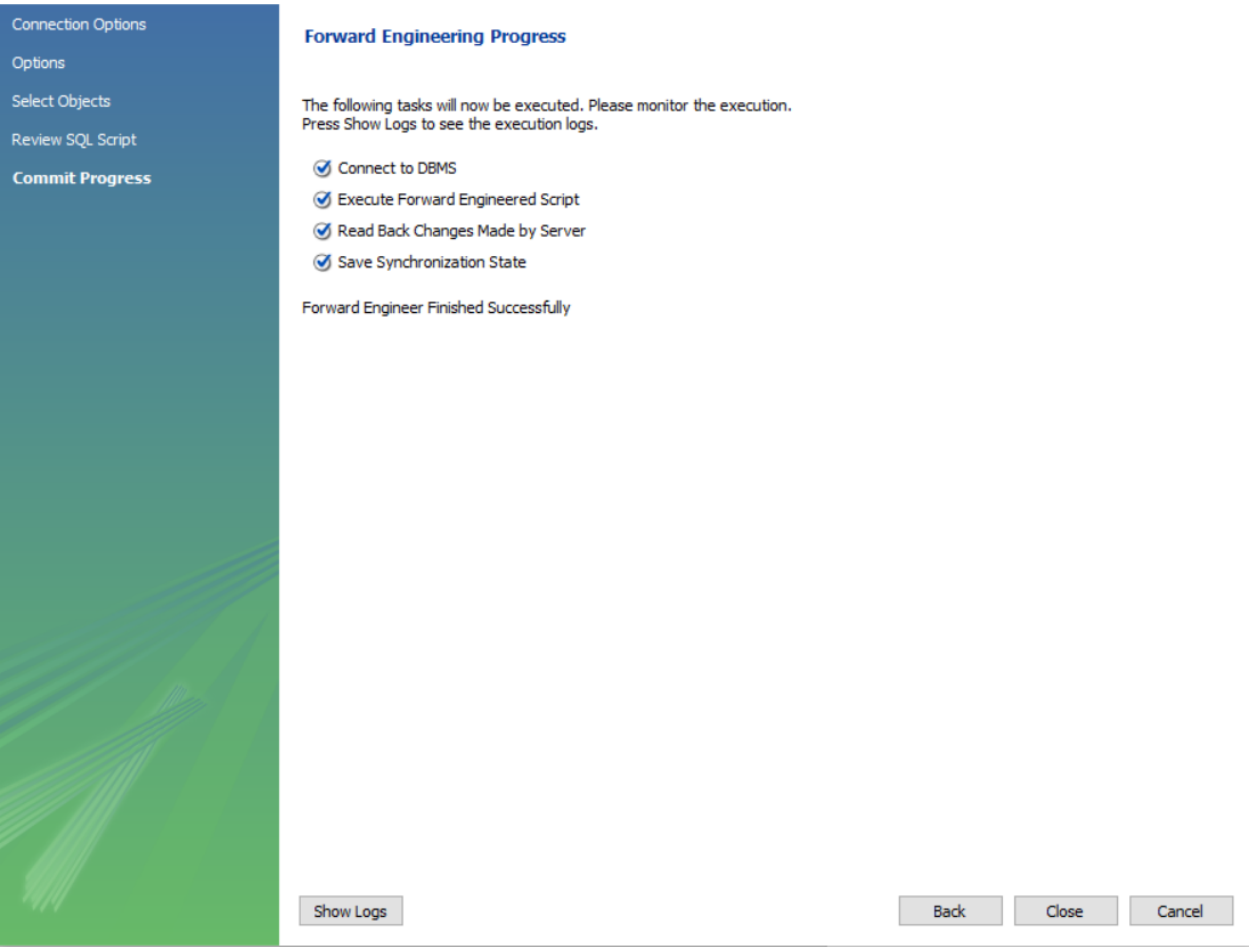 Connection Options
Options
Select Objects
Review SQL Script
Commit Progress
Forward Engineering Progress
The following tasks will now be executed. Please monitor the execution.
Press Show Logs to see the execution logs.
Connect to DBMS
Execute Forward Engineered Script
Read Back Changes Made by Server
Save Synchronization State
Forward Engineer Finished Successfully
Show Logs
Back
Close
Cancel